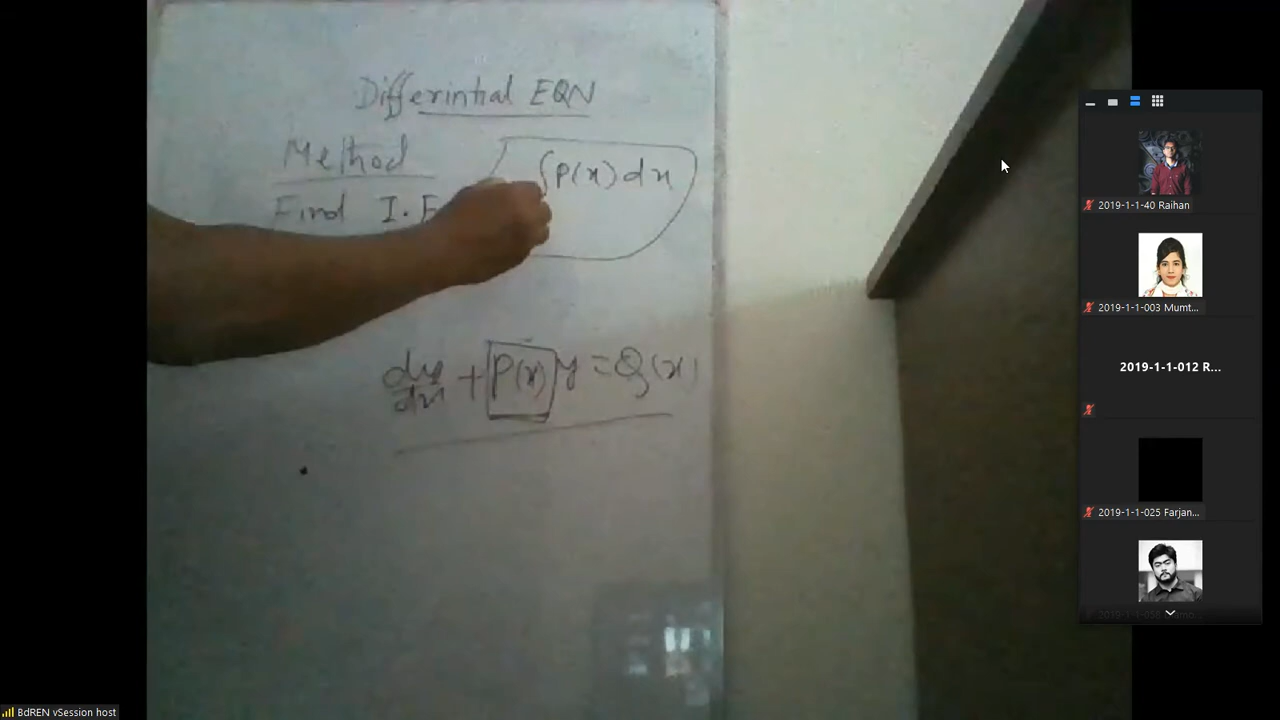 Differintial EQN
Method
Find I.F
∫P(x)dx
dy/dx + P(x) y = Q(x)
2019-1-1-40 Raihan
2019-1-1-003 Mumt...
2019-1-1-012 R...
2019-1-1-025 Farjan...
BdREN vSession host